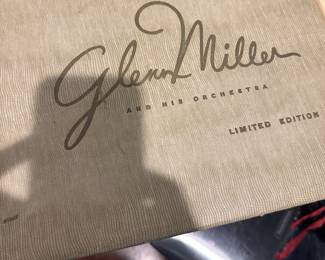 Glenn Miller
AND HIS ORCHESTRA
LIMITED EDITION